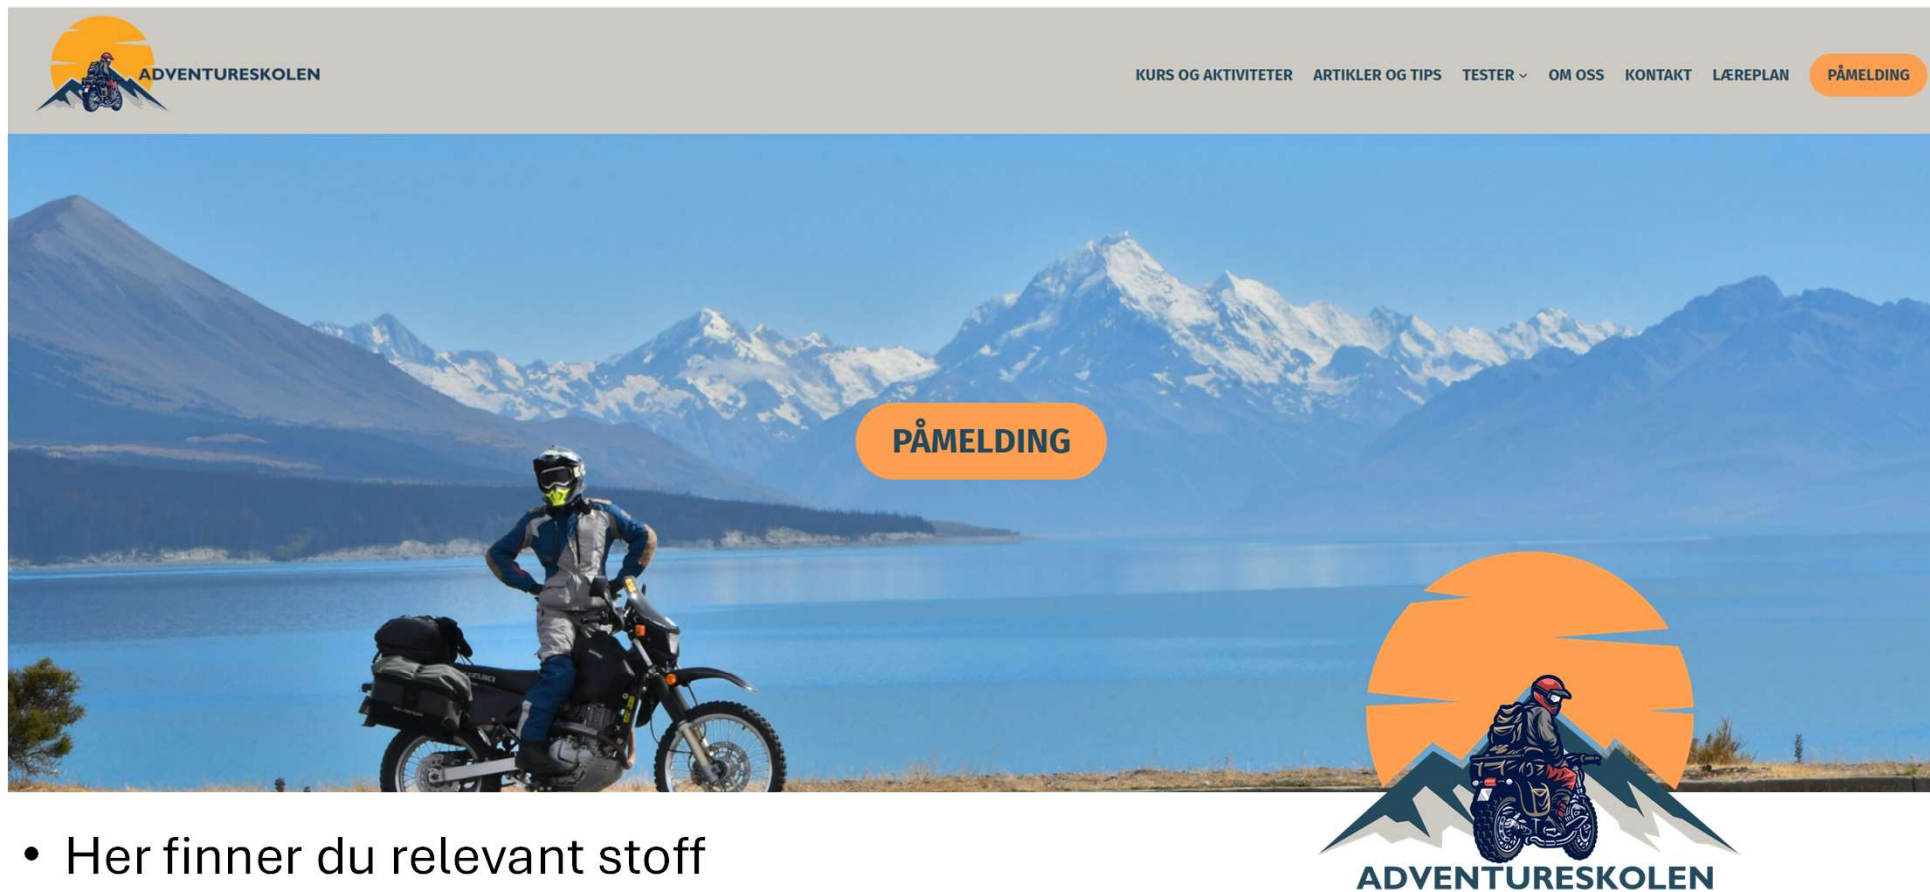 ADVENTURESKOLEN
KURS OG AKTIVITETER ARTIKLER OG TIPS TESTER OM OSS KONTAKT LÆREPLAN PÅMELDING
PÅMELDING
SUZUKI
• Her finner du relevant stoff
ADVENTURESKOLEN